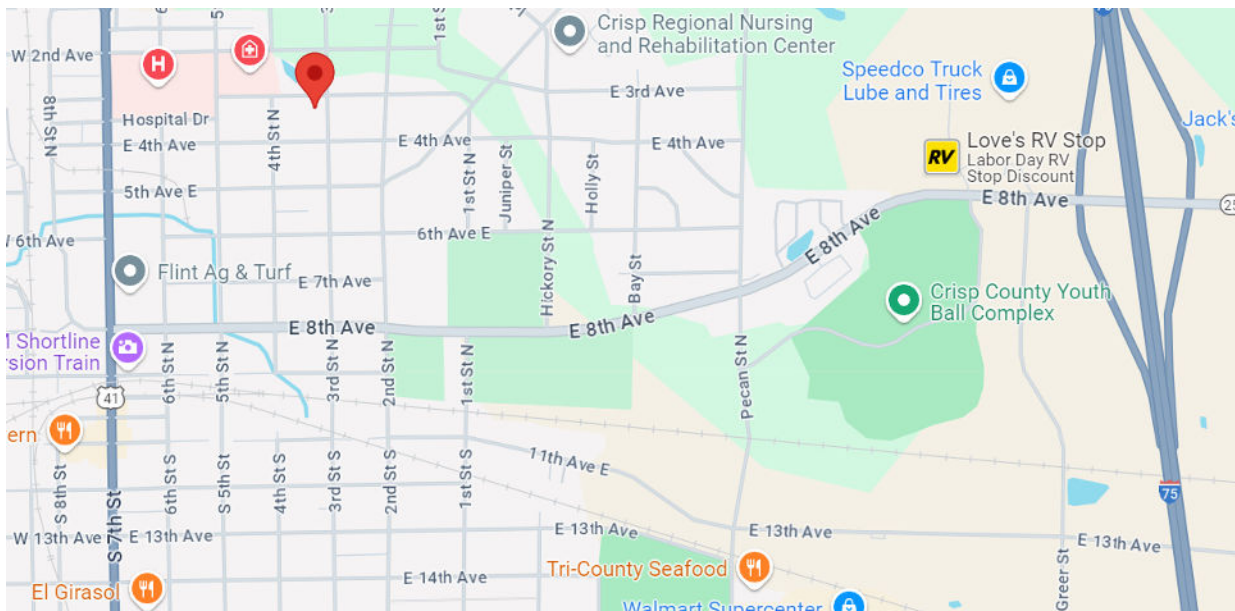 Crisp Regional Nursing
and Rehabilitation Center
W 2nd Ave
H
1st S
Speedco Truck
Lube and Tires
E 3rd Ave
8th St N
Hospital Dr
4th St N
E 4th Ave
E 4th Ave
E 4th Ave
Jack's
RV
Love's RV Stop
Labor Day RV
Stop Discount
5th Ave E
1st St N
Juniper St
Holly St
E 8th Ave
E 8th Ave
25
6th Ave
6th Ave E
E 8th Ave
Flint Ag & Turf
E 7th Ave
Hickory St N
Bay St
Crisp County Youth
Ball Complex
E 8th Ave
E 8th Ave
M Shortline
rsion Train
6th St N
5th St N
3rd St N
2nd St N
1st St N
Pecan St N
41
ern
11th Ave E
S 8th St
6th St S
S 5th St
4th St S
3rd St S
2nd St S
1st St S
75
S 7th St
W 13th Ave
E 13th Ave
E 13th Ave
E 13th Ave
E 13th Ave
Greer St
E 14th Ave
Tri-County Seafood
El Girasol
Walmart Supercenter